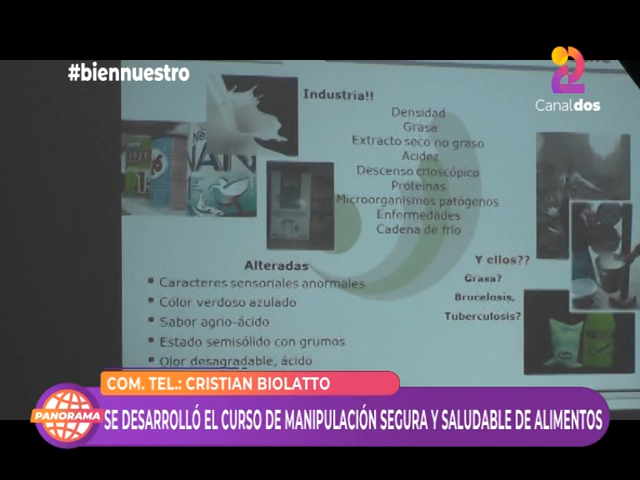 #biennuestro
Canaldos
Industria!!
Densidad
Grasa
Extracto seco no graso
Acidez
Descenso crioscópico
Proteínas
Microorganismos patógenos
Enfermedades
Cadena de frío
NAN
Alteradas
Caracteres sensoriales anormales
Color verdoso azulado
Sabor agrio-ácido
Estado semisólido con grumos
Olor desagradable, ácido
Y ellos??
Grasa?
Brucelosis,
Tuberculosis?
COM. TEL.: CRISTIAN BIOLATTO
PANORAMA
SE DESARROLLÓ EL CURSO DE MANIPULACIÓN SEGURA Y SALUDABLE DE ALIMENTOS